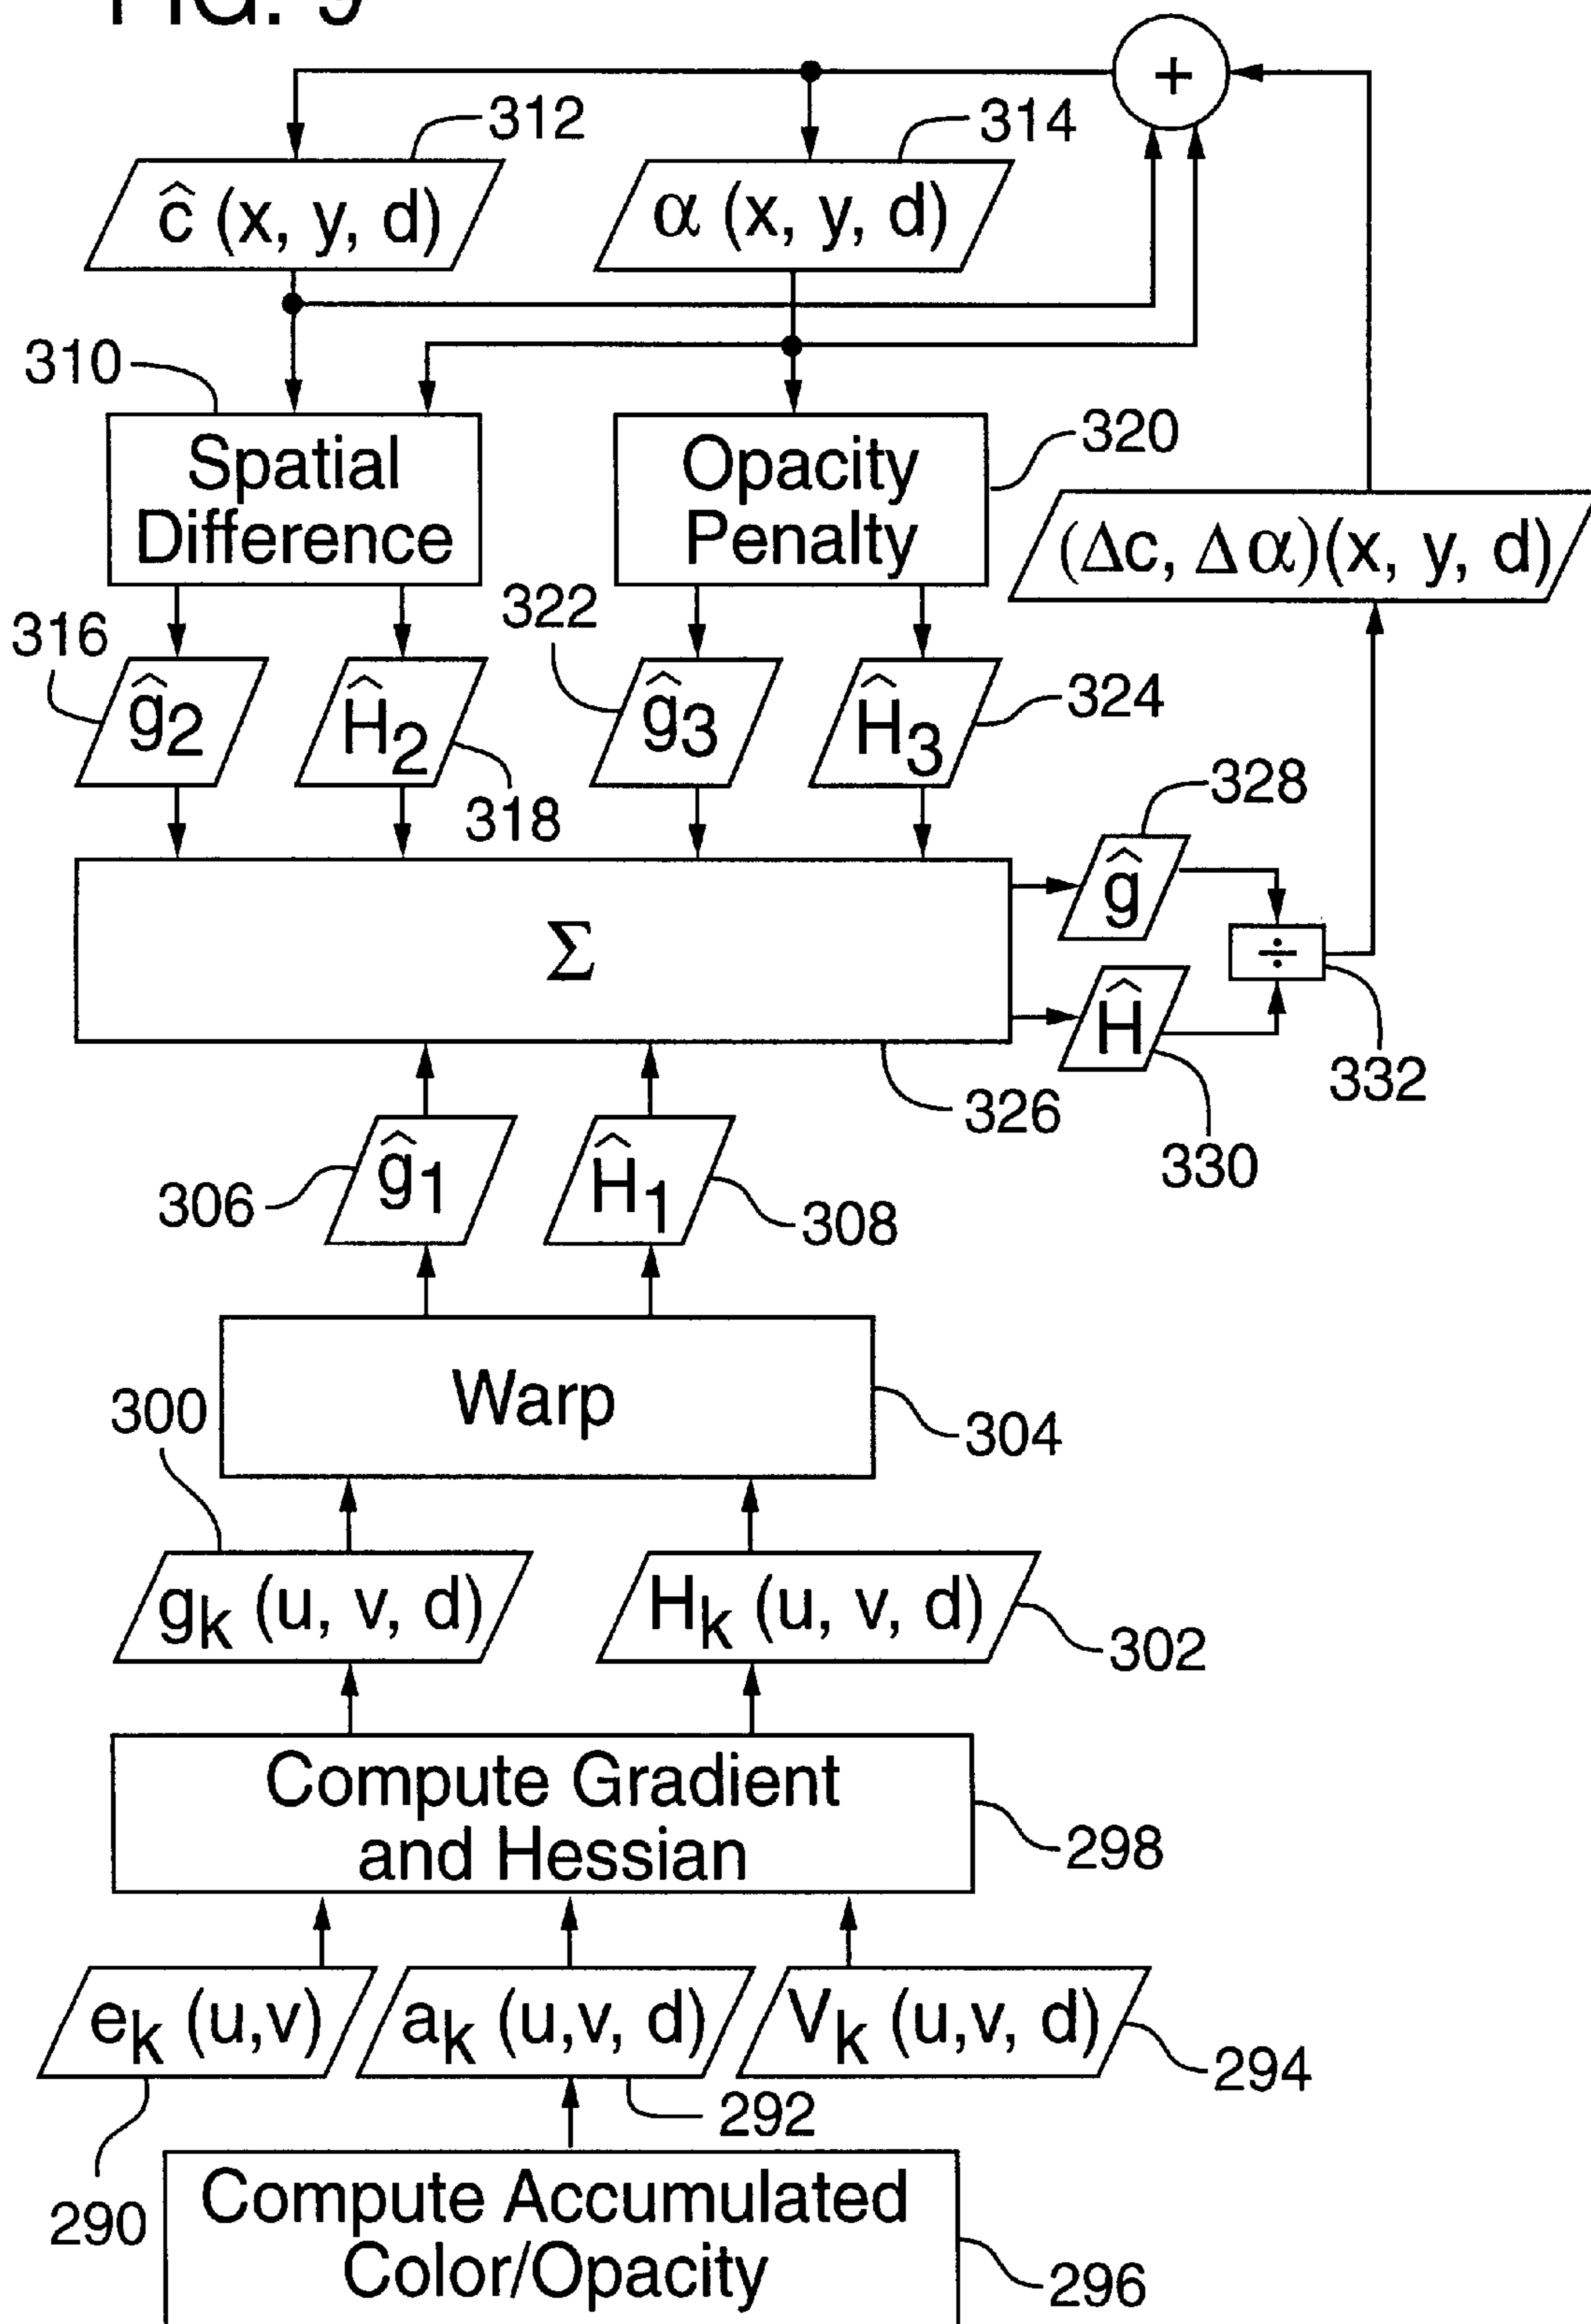 FIG. 9
+
312
314
ĉ (x, y, d)
α (x, y, d)
310
Spatial
Difference
Opacity
Penalty
320
(Δc, Δα)(x, y, d)
316
322
ĝ2
Ĥ2
ĝ3
Ĥ3
324
318
328
Σ
ĝ
÷
Ĥ
332
326
330
ĝ1
Ĥ1
306
308
Warp
300
304
gk (u, v, d)
Hk (u, v, d)
302
Compute Gradient
and Hessian
298
ek (u,v)
ak (u,v, d)
Vk (u,v, d)
294
292
290
Compute Accumulated
Color/Opacity
296